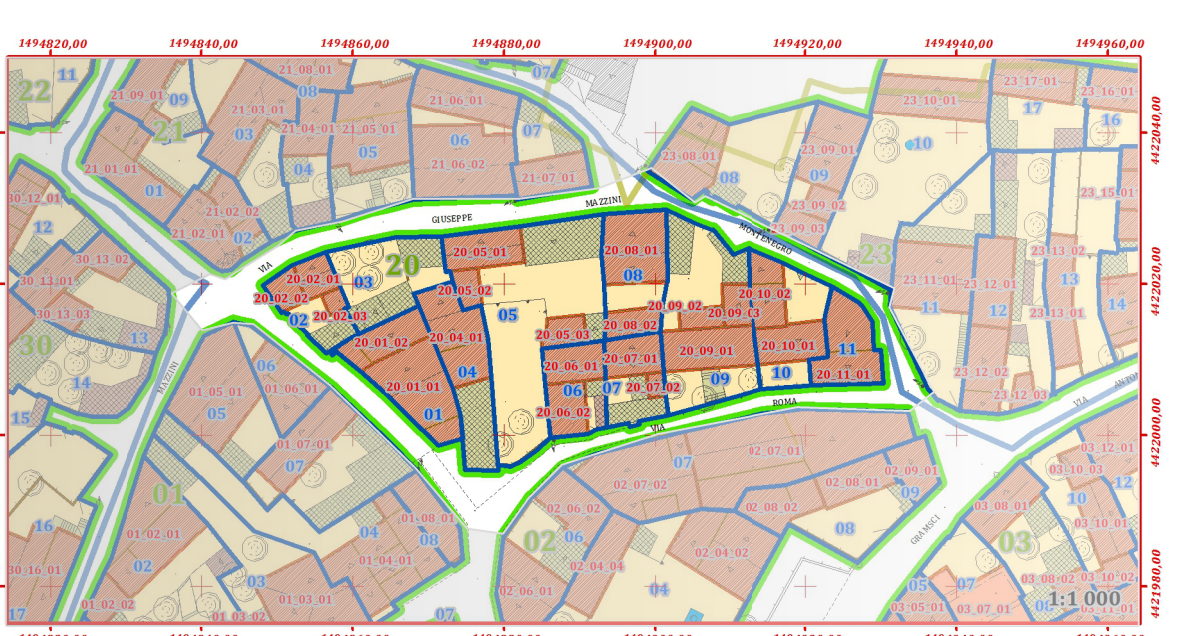 1494820,00 1494840,00 1494860,00 1494880,00 1494900,00 1494920,00 1494940,00 1494960,00
22 11 21_09_01 09 21_08_01 08 07 23_17_01 23_16_01
21 21_03_01 03 21_04_01 21_05_01 21_06_01 06 07 23_10_01 17 16
4422040,00
21_01_01 01 04 05 21_06_02 21_07_01 23_08_01 08 23_09_01 09 10 23_15_01
30_12_01 12 21_02_02 21_02_01 02 23_09_02 23_09_03
GIUSEPPE MAZZINI MONTENEGRO
30_13_02 VIA 20 20_05_01 20_08_01 23 23_13_02
4422020,00
30_13_01 20_02_01 03 08 23_11_01 23_12_01 13
20_02_02 20_05_02 20_10_02 11 12 14
30_13_03 02 20_02_03 05 20_09_02 20_09_03 23_13_01
30 13 20_01_02 20_04_01 20_05_03 20_08_02
MAZZINI 06 20_06_01 20_07_01 20_09_01 20_10_01 11
14 01_05_01 01_06_01 20_01_01 04 06 07 20_07_02 09 10 20_11_01 23_12_02 23_12_03
15 05 01 20_06_02 ROMA VIA
4422000,00
VIA
01_07_01 07 07 02_07_01 03_12_01
01 02_07_02 02_08_01 02_09_01 09 03_10_03 12
16 01_02_01 01_08_01 02_06_02 02_08_02 03_08_01 10
04 08 02 06 08 GRAMSCI 03 03_10_01
02_04_02
30_16_01 02 03 01_04_01 02_04_04
4421980,00
01_02_02 01_03_01 02_06_01 04 05 07 03_08_02 03_10_02
17 01_03_02 07 03_05_01 03_07_01 03_11_01
1:1 000